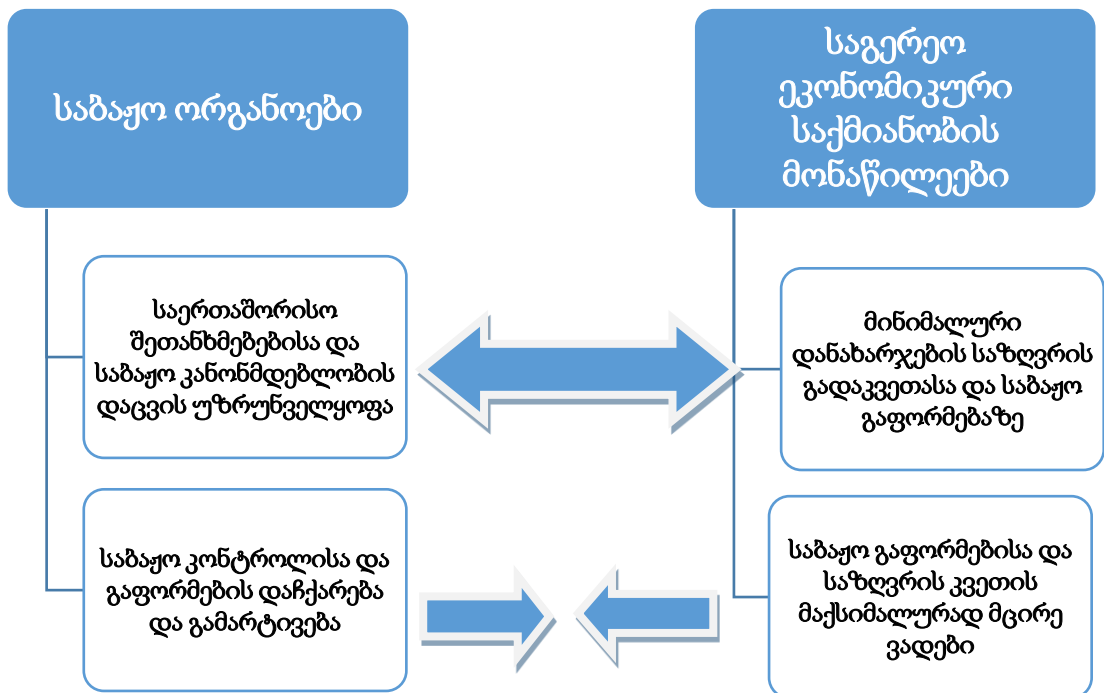 საბაჟო ორგანოები
საერთაშორისო
შეთანხმებებისა და
საბაჟო კანონმდებლობის
დაცვის უზრუნველყოფა
საბაჟო კონტროლისა და
გაფორმების დაჩქარება
და გამარტივება
საგერეო
ეკონომიკური
საქმიანობის
მონაწილეები
მინიმალური
დანახარჯების საზღვრის
გადაკვეთასა და საბაჟო
გაფორმებაზე
საბაჟო გაფორმებისა და
საზღვრის კვეთის
მაქსიმალურად მცირე
ვადები